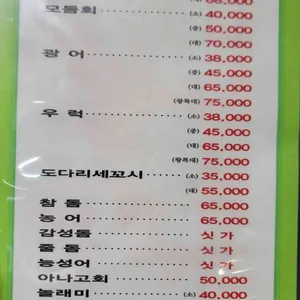 (대) 68,000
모듬회 (소) 40,000
(중) 50,000
(대) 70,000
광 어 (소) 38,000
(중) 45,000
(대) 65,000
(왕특대) 75,000
우 럭 (소) 38,000
(중) 45,000
(대) 65,000
(왕특대) 75,000
도다리세꼬시 (소) 35,000
(대) 55,000
참 돔 65,000
농 어 65,000
감성돔 싯 가
줄 돔 싯 가
능성어 싯 가
아나고회 50,000
놀래미 (소) 40,000